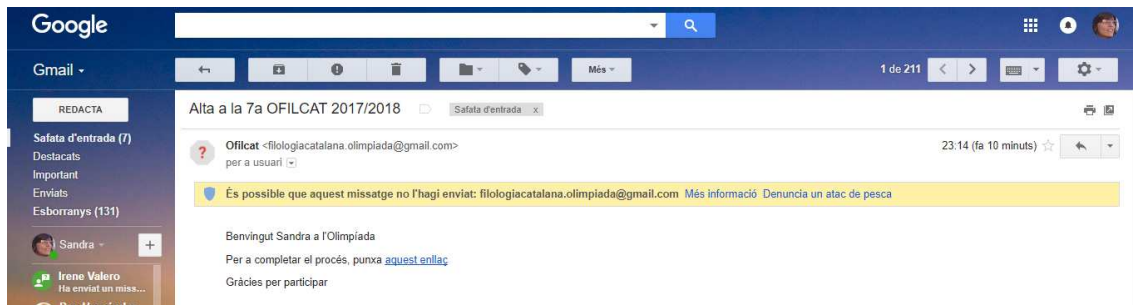 Google
Gmail
Més
1 de 211
REDACTA
Alta a la 7a OFILCAT 2017/2018
Safata d'entrada x
Safata d'entrada (7)
Destacats
Important
Enviats
Esborranys (131)
Ofilcat <filologiacatalana.olimpiada@gmail.com>
23:14 (fa 10 minuts)
per a usuari
És possible que aquest missatge no l'hagi enviat: filologiacatalana.olimpiada@gmail.com Més informació Denuncia un atac de pesca
Benvingut Sandra a l'Olimpíada
Per a completar el procés, punxa aquest enllaç
Gràcies per participar
Sandra
Irene Valero
Ha enviat un miss...